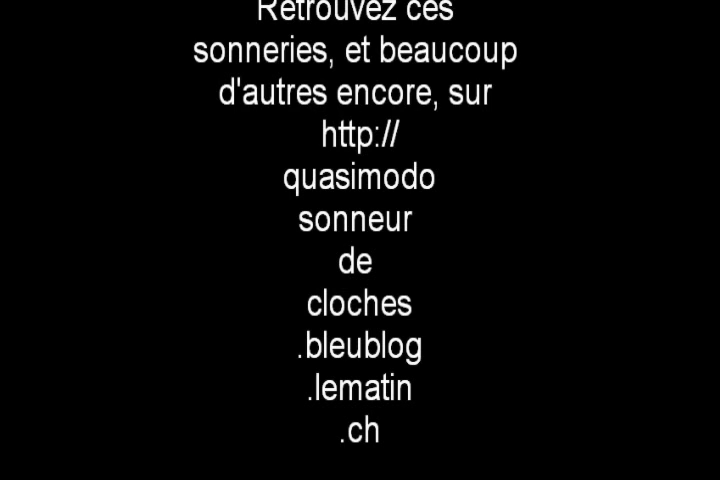 Retrouvez ces
sonneries, et beaucoup
d'autres encore, sur
http://
quasimodo
sonneur
de
cloches
.bleublog
.lematin
.ch